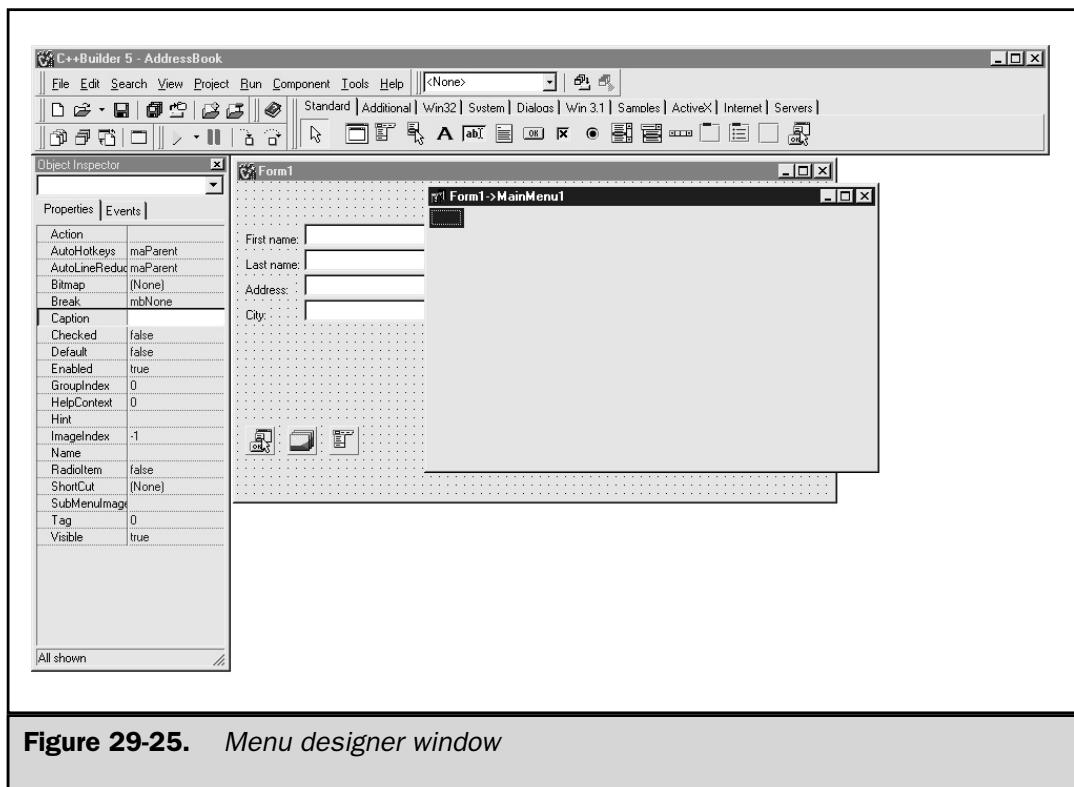 C++Builder 5 - AddressBook
File Edit Search View Project Run Component Tools Help <None>
Standard Additional Win32 System Dialogs Win 3.1 Samples ActiveX Internet Servers
A abI OK
Object Inspector
Properties Events
Action
AutoHotkeys maParent
AutoLineReduc maParent
Bitmap (None)
Break mbNone
Caption
Checked false
Default false
Enabled true
GroupIndex 0
HelpContext 0
Hint
ImageIndex -1
Name
RadioItem false
ShortCut (None)
SubMenuImage
Tag 0
Visible true
All shown
Form1
First name:
Last name:
Address:
City:
OK
Form1->MainMenu1
Figure 29-25. Menu designer window